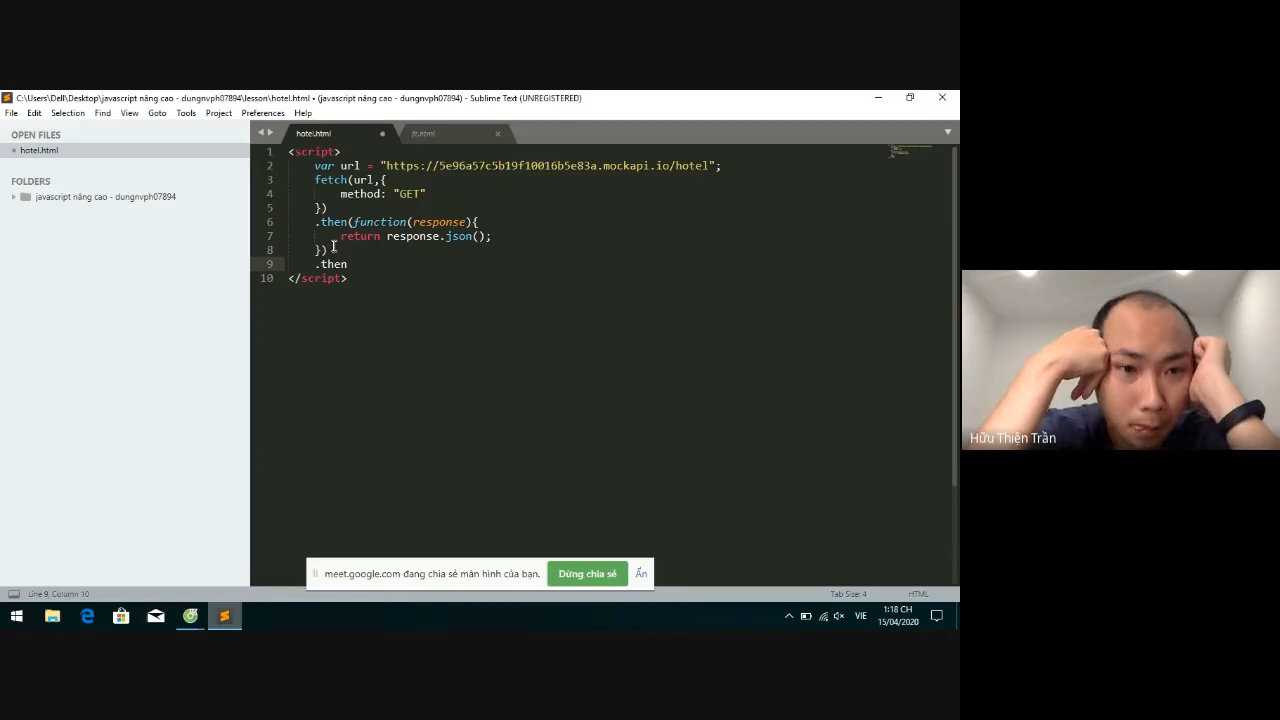 C:\Users\Dell\Desktop\javascript nâng cao - dungnvph07894\lesson\hotel.html • (javascript nâng cao - dungnvph07894) - Sublime Text (UNREGISTERED)
File Edit Selection Find View Goto Tools Project Preferences Help
OPEN FILES
hotel.html
FOLDERS
javascript nâng cao - dungnvph07894
hotel.html
fc.html
1 <script>
2 var url = "https://5e96a57c5b19f10016b5e83a.mockapi.io/hotel";
3 fetch(url,{
4 method: "GET"
5 })
6 .then(function(response){
7 return response.json();
8 })
9 .then
10 </script>
meet.google.com đang chia sẻ màn hình của bạn. Dừng chia sẻ Ẩn
Line 9, Column 10
Tab Size: 4
HTML
VIE
1:18 CH
15/04/2020
Hữu Thiện Trần